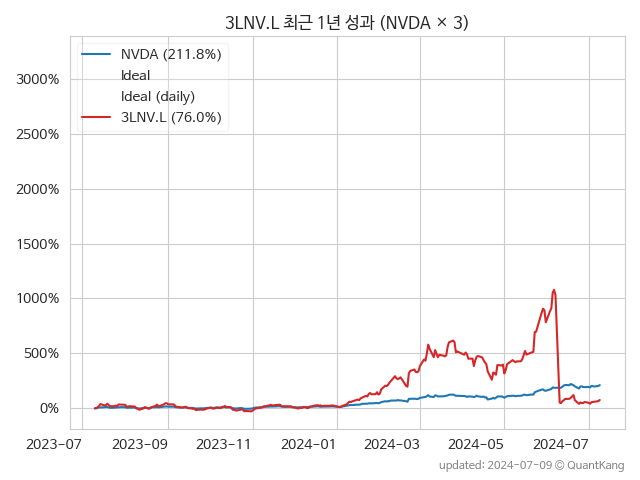 3LNV.L 최근 1년 성과 (NVDA × 3)
NVDA (211.8%)
Ideal
Ideal (daily)
3LNV.L (76.0%)
3000%
2500%
2000%
1500%
1000%
500%
0%
2023-07 2023-09 2023-11 2024-01 2024-03 2024-05 2024-07
updated: 2024-07-09 © QuantKang